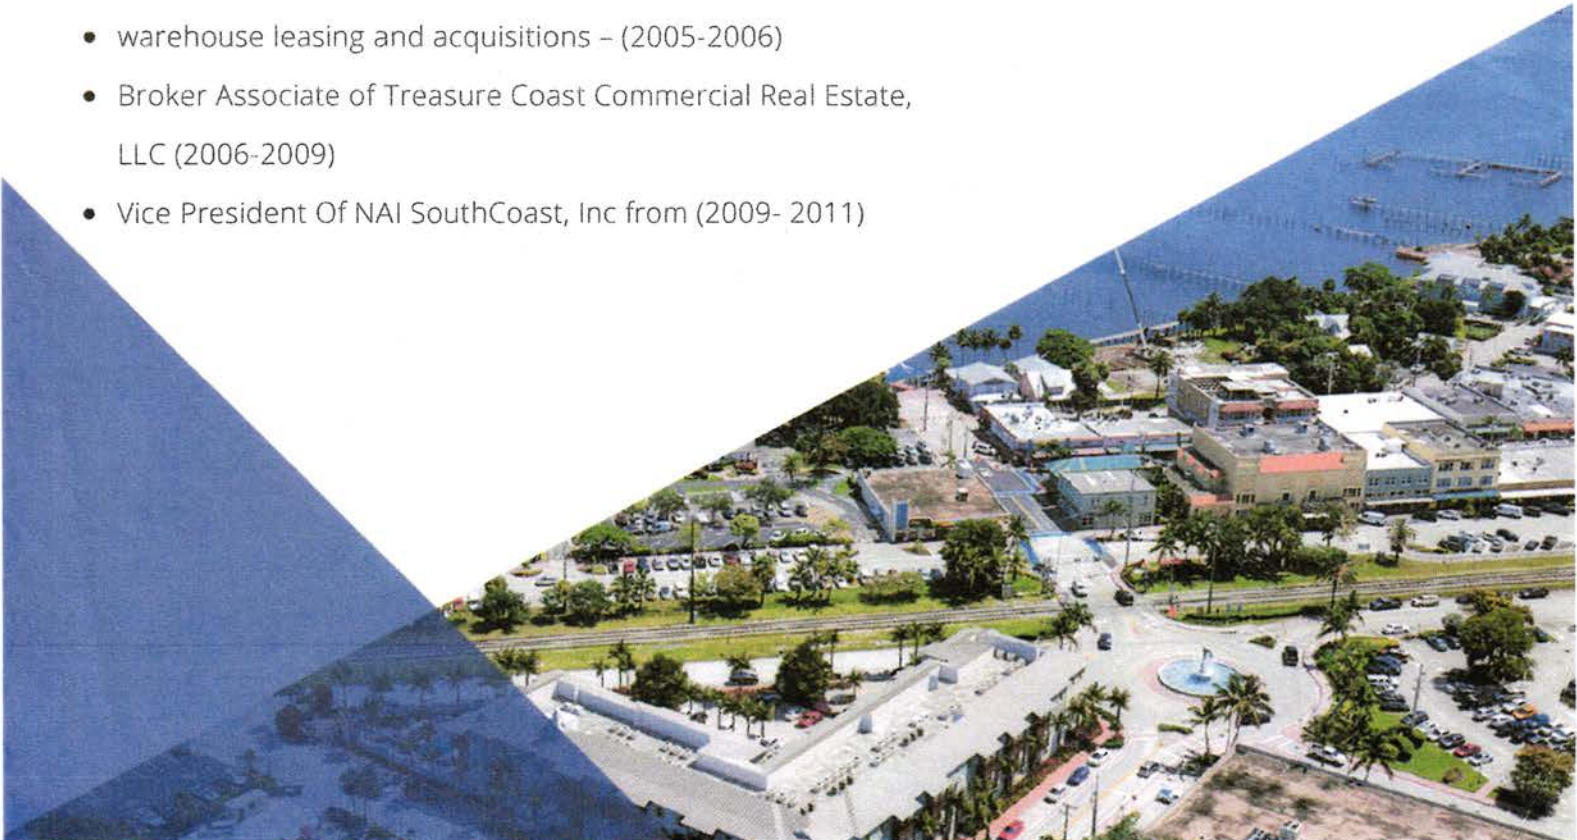 • warehouse leasing and acquisitions – (2005-2006)
• Broker Associate of Treasure Coast Commercial Real Estate,
LLC (2006-2009)
• Vice President Of NAI SouthCoast, Inc from (2009- 2011)